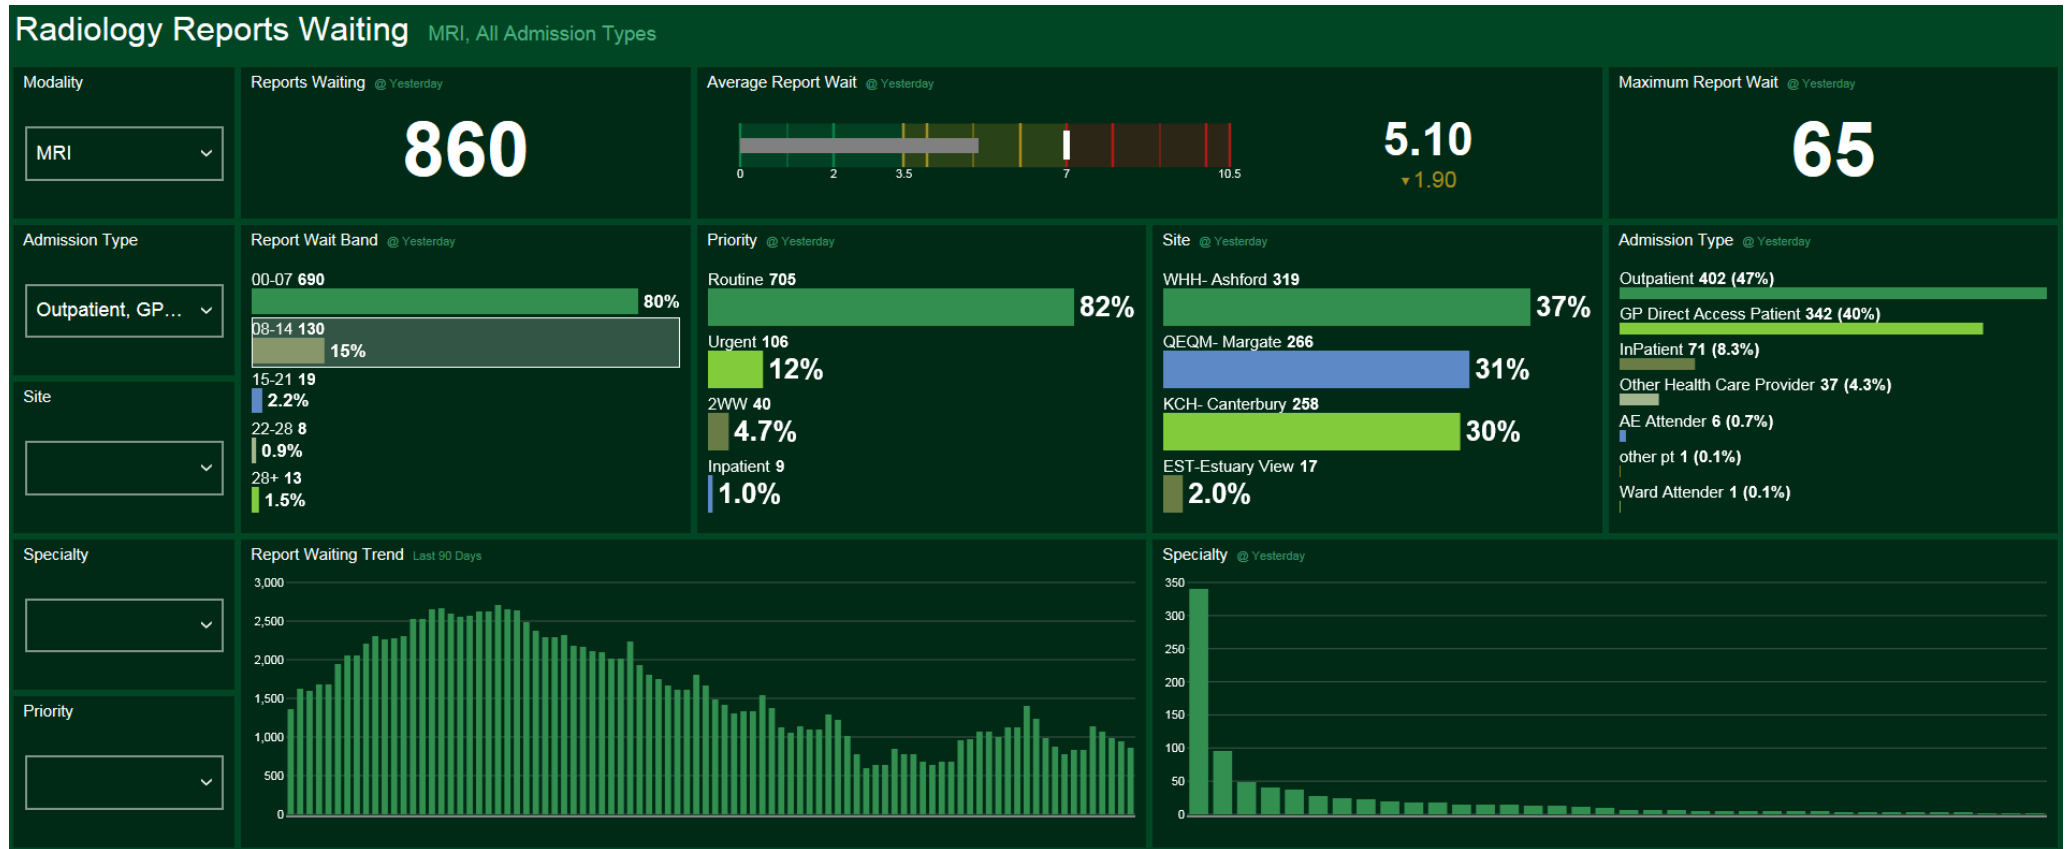 Radiology Reports Waiting MRI, All Admission Types
Modality
MRI
Reports Waiting @ Yesterday
860
Average Report Wait @ Yesterday
0 2 3.5 7 10.5
5.10
▼1.90
Maximum Report Wait @ Yesterday
65
Admission Type
Outpatient, GP...
Report Wait Band @ Yesterday
00-07 690
80%
08-14 130
15%
15-21 19
2.2%
22-28 8
0.9%
28+ 13
1.5%
Priority @ Yesterday
Routine 705
82%
Urgent 106
12%
2WW 40
4.7%
Inpatient 9
1.0%
Site @ Yesterday
WHH- Ashford 319
37%
QEQM- Margate 266
31%
KCH- Canterbury 258
30%
EST-Estuary View 17
2.0%
Admission Type @ Yesterday
Outpatient 402 (47%)
GP Direct Access Patient 342 (40%)
InPatient 71 (8.3%)
Other Health Care Provider 37 (4.3%)
AE Attender 6 (0.7%)
other pt 1 (0.1%)
Ward Attender 1 (0.1%)
Site
Specialty
Priority
Report Waiting Trend Last 90 Days
3,000
2,500
2,000
1,500
1,000
500
0
Specialty @ Yesterday
350
300
250
200
150
100
50
0